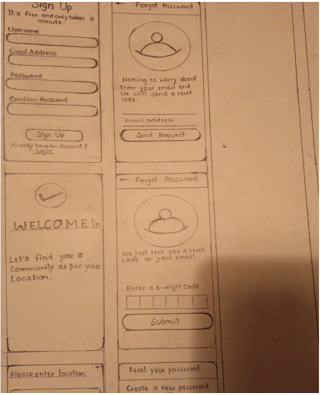 Sign Up
It's free and only takes a
minute.
Username
Email Address
Password
Confirm Password
Sign Up
Already have an Account?
Login
← Forgot Password
Nothing to worry about
Enter your email and
We will send a reset
code.
email address
Send Request
WELCOME In
Let's find you a
Community as per your
Location.
← Forgot Password
We just sent you a reset
code on your email
Enter a 6-digit Code
Submit
Please enter location
Reset your password
Create a new password